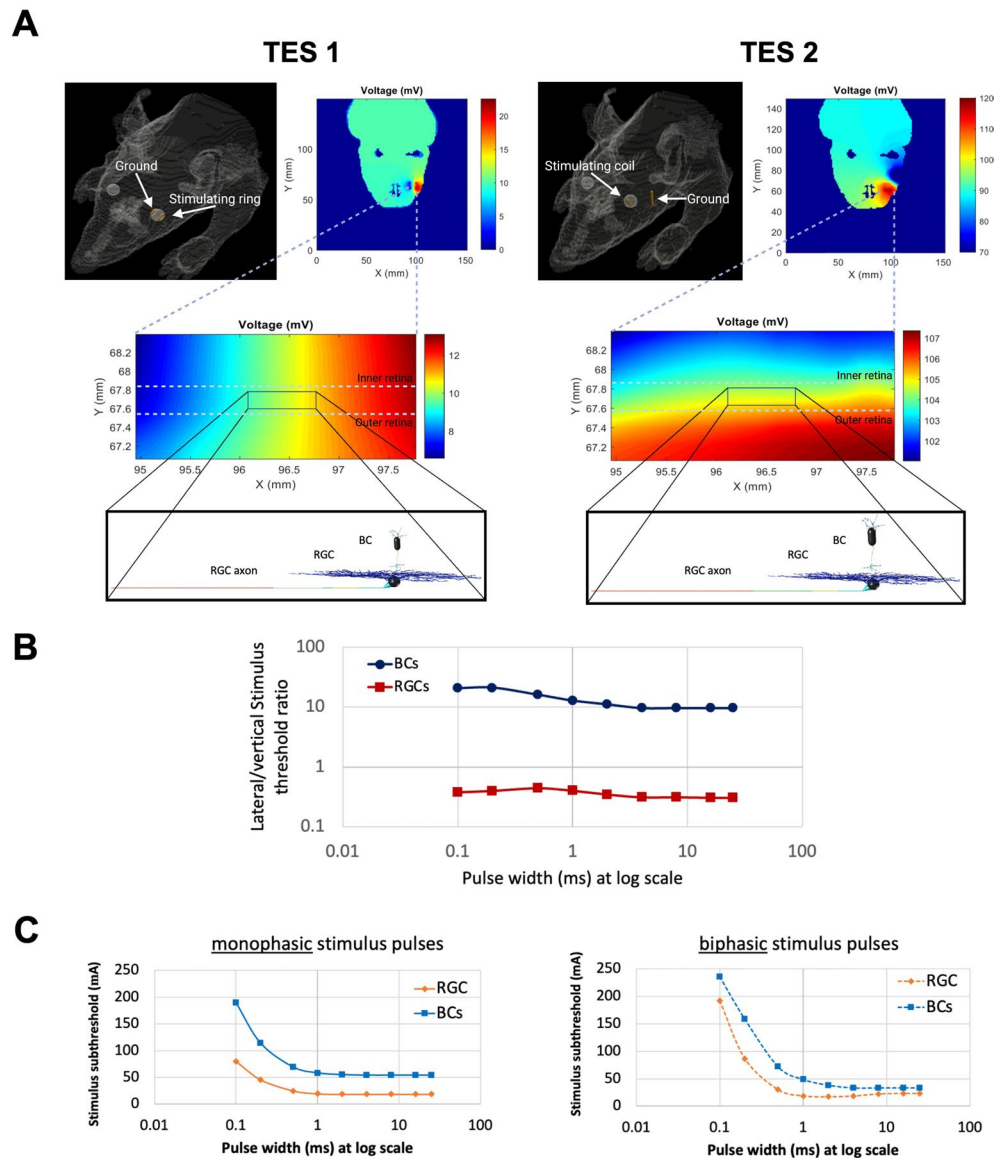 A
TES 1
TES 2
Voltage (mV)
Ground
Stimulating ring
Y (mm)
100
50
0
0
50
100
150
X (mm)
20
15
10
5
0
Voltage (mV)
Stimulating coil
Ground
Y (mm)
140
120
100
80
60
40
20
0
0
50
100
150
X (mm)
120
110
100
90
80
70
Voltage (mV)
Y (mm)
68.2
68
67.8
67.6
67.4
67.2
Inner retina
Outer retina
95
95.5
96
96.5
97
97.5
X (mm)
12
10
8
Voltage (mV)
Y (mm)
68.2
68
67.8
67.6
67.4
67.2
Inner retina
Outer retina
95
95.5
96
96.5
97
97.5
X (mm)
107
106
105
104
103
102
BC
RGC
RGC axon
BC
RGC
RGC axon
B
Lateral/vertical Stimulus
threshold ratio
100
10
1
0.1
BCs
RGCs
0.01
0.1
1
10
100
Pulse width (ms) at log scale
C
monophasic stimulus pulses
Stimulus subthreshold (mA)
250
200
150
100
50
0
RGC
BCs
0.01
0.1
1
10
100
Pulse width (ms) at log scale
biphasic stimulus pulses
Stimulus subthreshold (mA)
250
200
150
100
50
0
RGC
BCs
0.01
0.1
1
10
100
Pulse width (ms) at log scale